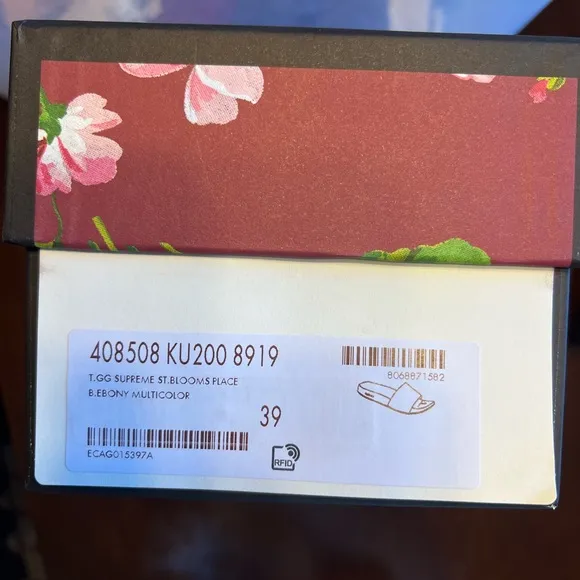 408508 KU200 8919
T.GG SUPREME ST.BLOOMS PLACE
B.EBONY MULTICOLOR
39
ECAG015397A
8068871582
RFID